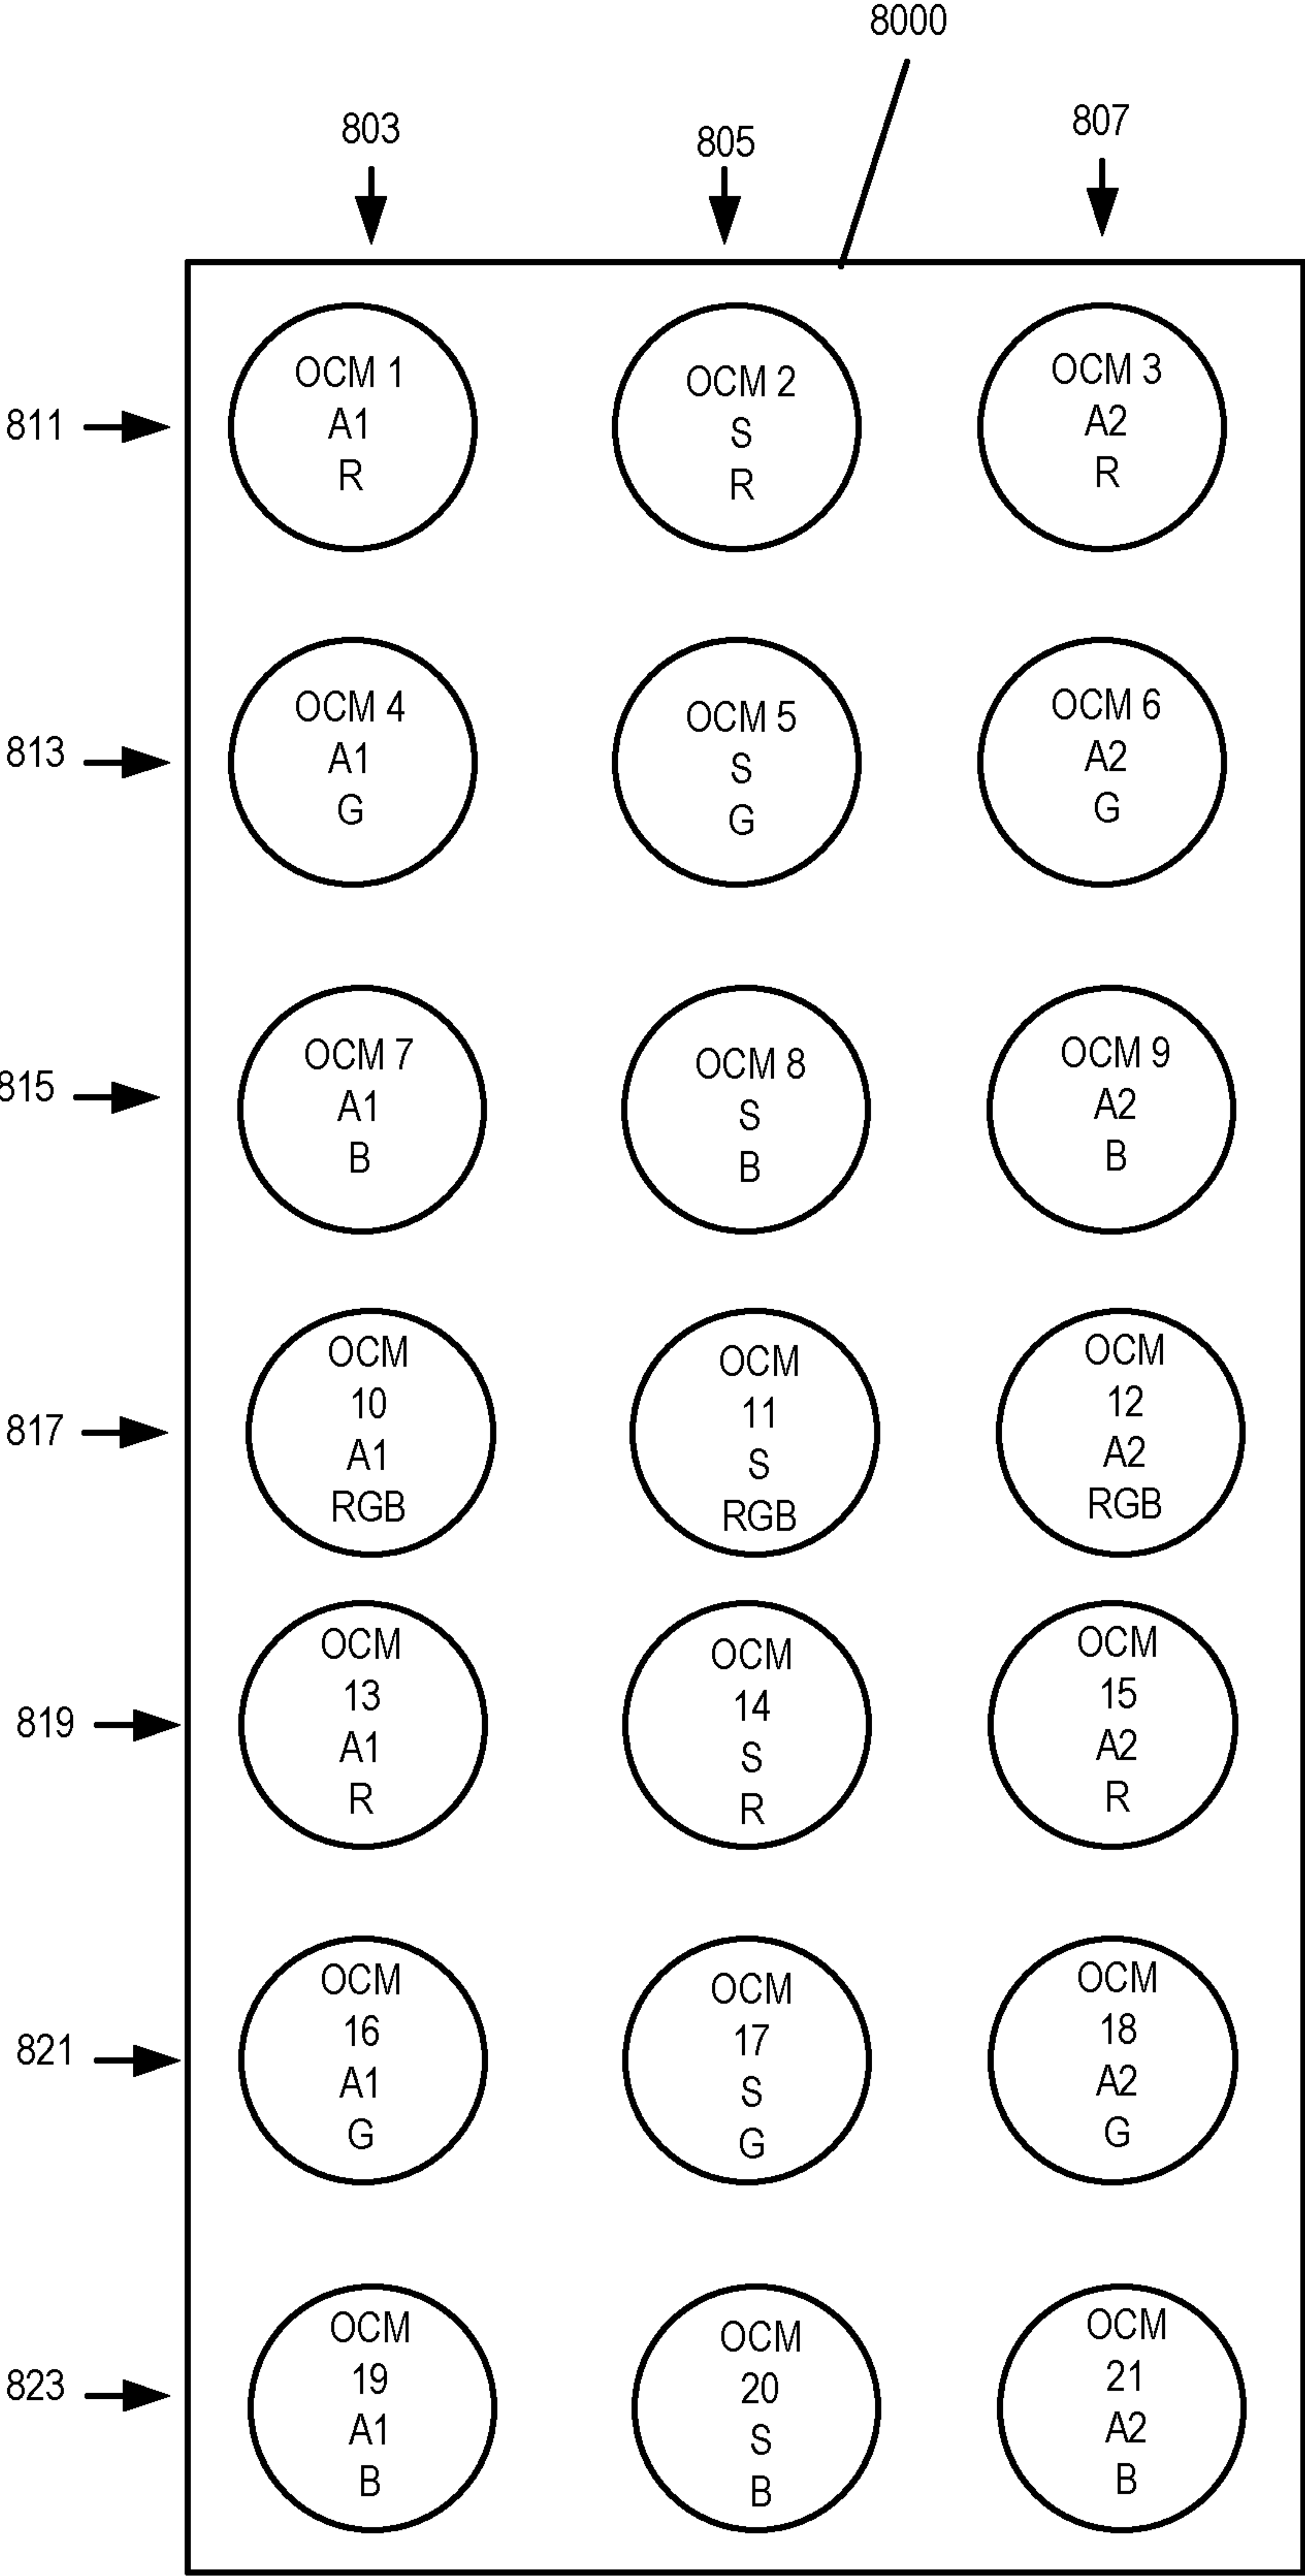 8000
803
805
807
811
OCM 1
A1
R
OCM 2
S
R
OCM 3
A2
R
813
OCM 4
A1
G
OCM 5
S
G
OCM 6
A2
G
815
OCM 7
A1
B
OCM 8
S
B
OCM 9
A2
B
817
OCM
10
A1
RGB
OCM
11
S
RGB
OCM
12
A2
RGB
819
OCM
13
A1
R
OCM
14
S
R
OCM
15
A2
R
821
OCM
16
A1
G
OCM
17
S
G
OCM
18
A2
G
823
OCM
19
A1
B
OCM
20
S
B
OCM
21
A2
B